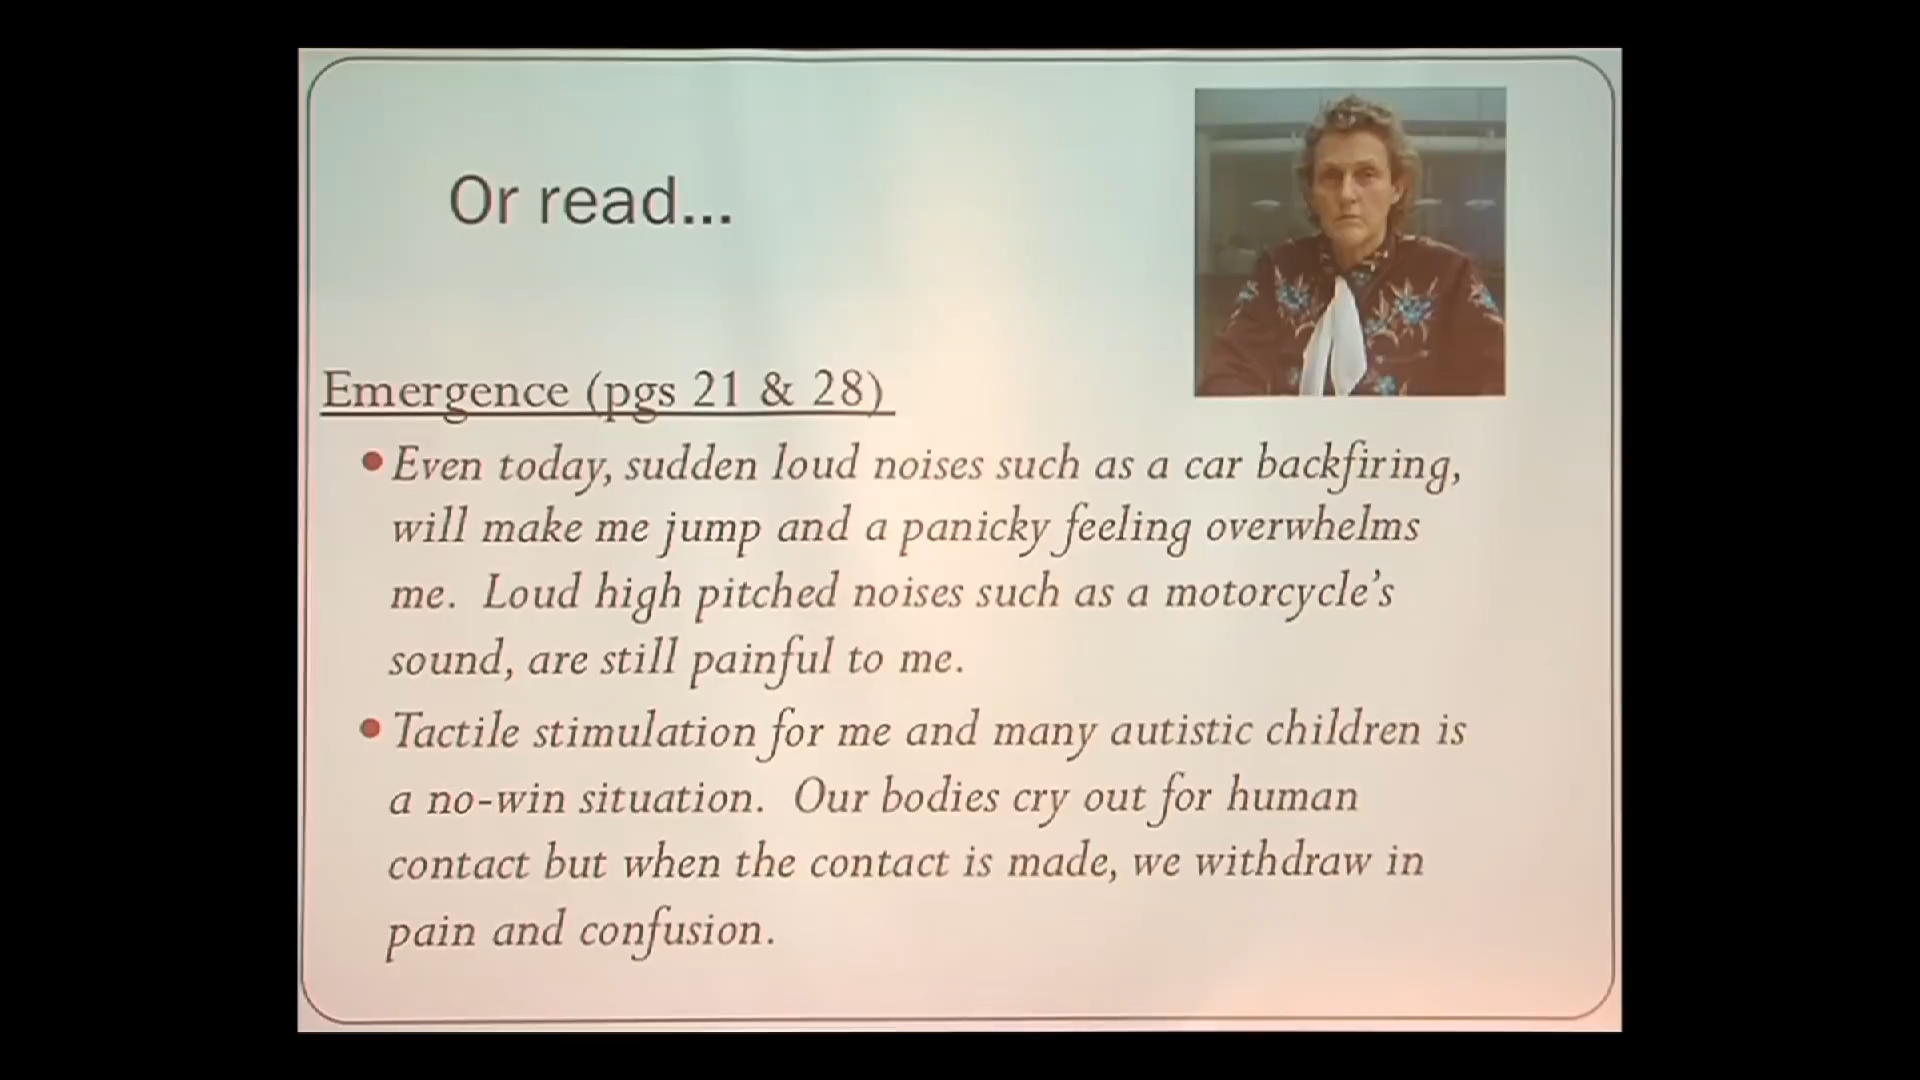 Or read...
Emergence (pgs 21 & 28)
•Even today, sudden loud noises such as a car backfiring,
will make me jump and a panicky feeling overwhelms
me.  Loud high pitched noises such as a motorcycle's
sound, are still painful to me.
•Tactile stimulation for me and many autistic children is
a no-win situation.  Our bodies cry out for human
contact but when the contact is made, we withdraw in
pain and confusion.